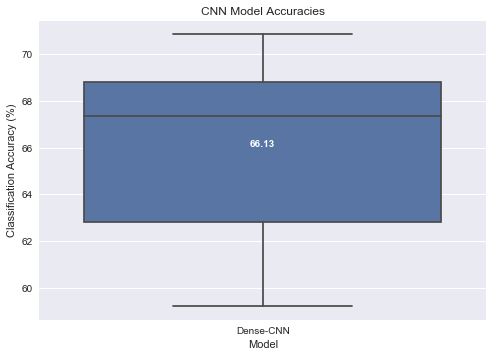 CNN Model Accuracies
Classification Accuracy (%)
70
68
66
64
62
60
66.13
Dense-CNN
Model